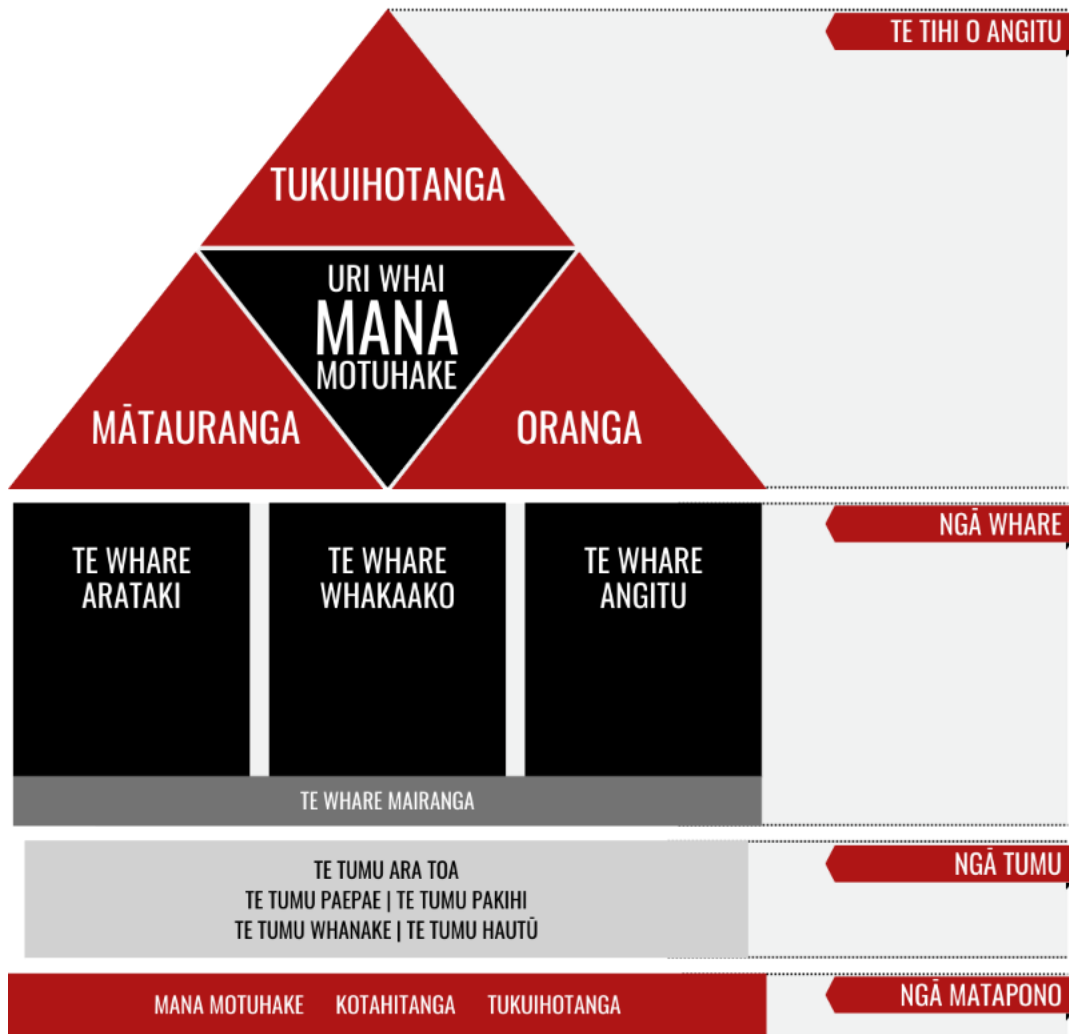 TE TIHI O ANGITU
TUKUIHOTANGA
URI WHAI
MANA
MOTUHAKE
MĀTAURANGA
ORANGA
NGĀ WHARE
TE WHARE
ARATAKI
TE WHARE
WHAKAAKO
TE WHARE
ANGITU
TE WHARE MAIRANGA
NGĀ TUMU
TE TUMU ARA TOA
TE TUMU PAEPAE | TE TUMU PAKIHI
TE TUMU WHANAKE | TE TUMU HAUTŪ
NGĀ MATAPONO
MANA MOTUHAKE KOTAHITANGA TUKUIHOTANGA